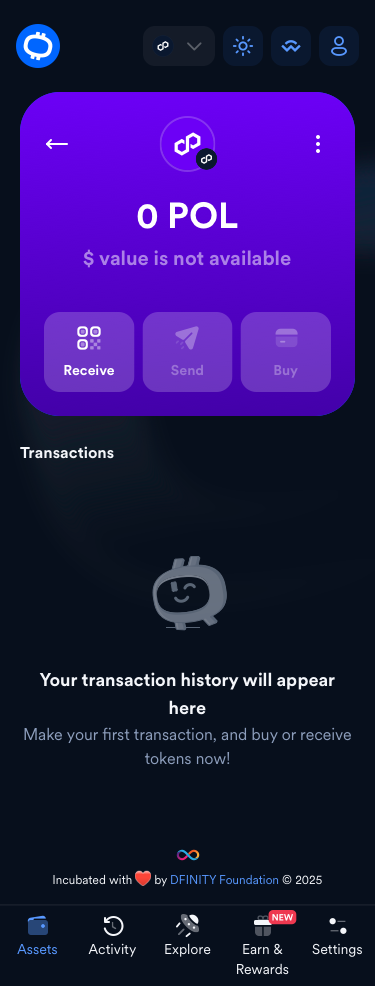 0 POL
$ value is not available
Receive
Send
Buy
Transactions
Your transaction history will appear
here
Make your first transaction, and buy or receive
tokens now!
Incubated with ❤️ by DFINITY Foundation © 2025
NEW
Assets
Activity
Explore
Earn &
Rewards
Settings